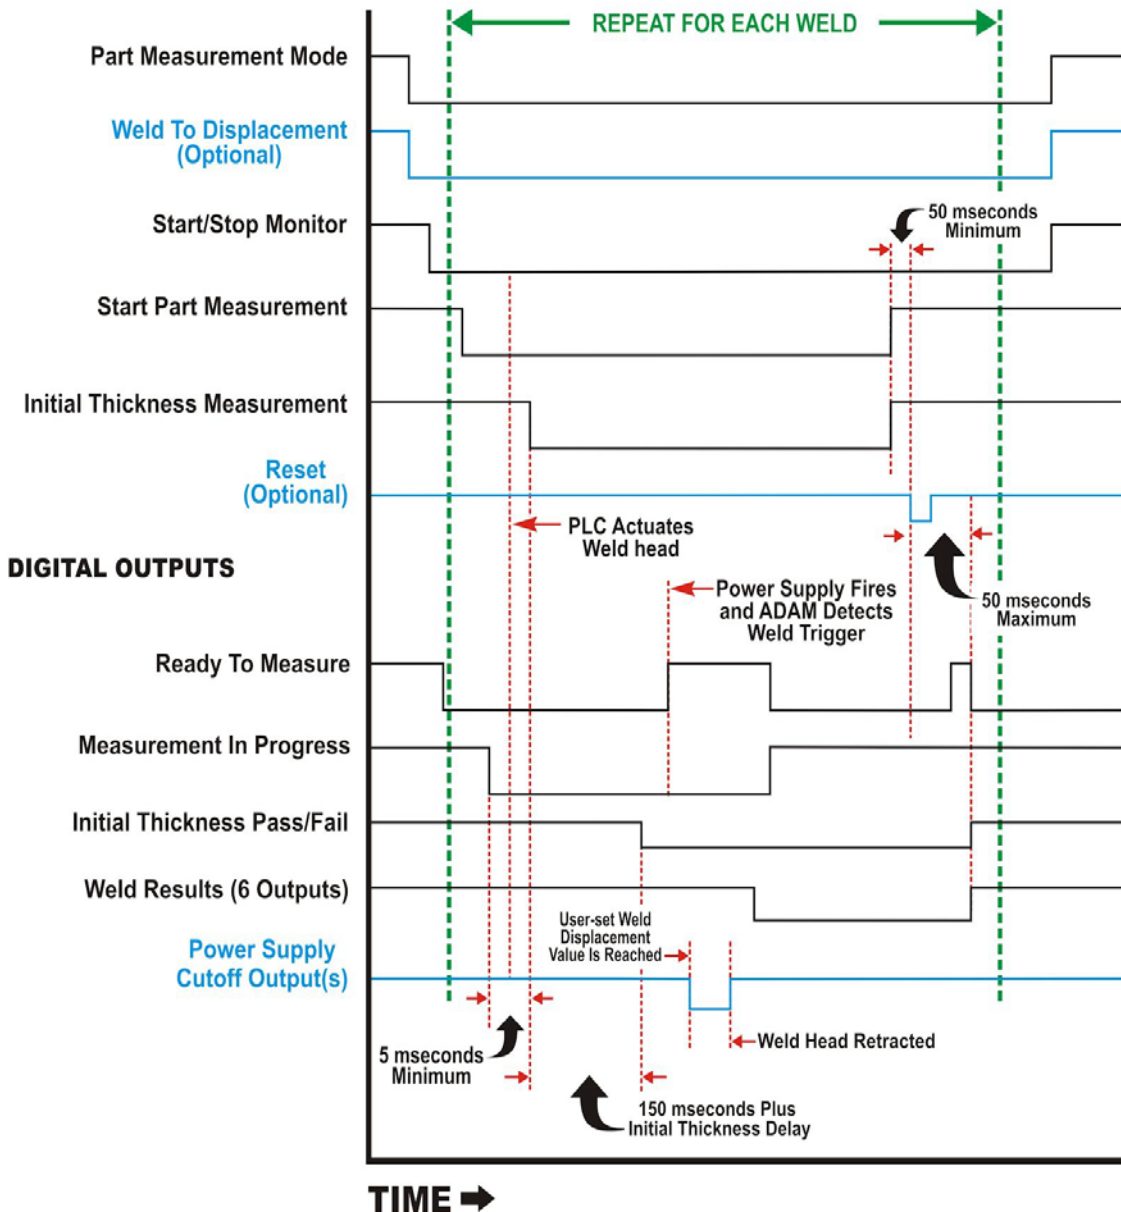 REPEAT FOR EACH WELD
Part Measurement Mode
Weld To Displacement
(Optional)
Start/Stop Monitor
50 mseconds
Minimum
Start Part Measurement
Initial Thickness Measurement
Reset
(Optional)
PLC Actuates
Weld head
DIGITAL OUTPUTS
Power Supply Fires
and ADAM Detects
Weld Trigger
50 mseconds
Maximum
Ready To Measure
Measurement In Progress
Initial Thickness Pass/Fail
Weld Results (6 Outputs)
User-set Weld
Displacement
Value Is Reached
Power Supply
Cutoff Output(s)
Weld Head Retracted
5 mseconds
Minimum
150 mseconds Plus
Initial Thickness Delay
TIME